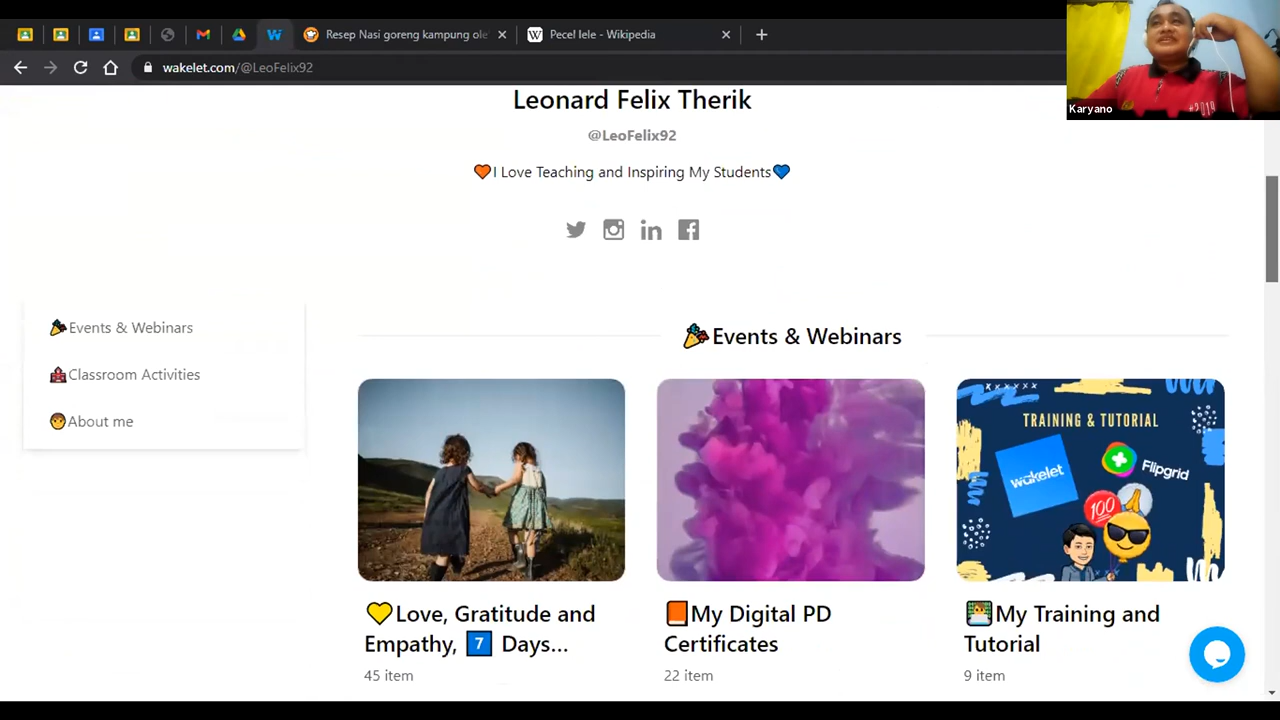 Resep Nasi goreng kampung ole
Pecel lele - Wikipedia
wakelet.com/@LeoFelix92
Karyano
#2019
Leonard Felix Therik
@LeoFelix92
🧡I Love Teaching and Inspiring My Students💙
🎉Events & Webinars
🏫Classroom Activities
🧑About me
🎉Events & Webinars
TRAINING & TUTORIAL
wakelet
Flipgrid
100
💛Love, Gratitude and
Empathy, 7 Days...
45 item
📙My Digital PD
Certificates
22 item
👨‍💻My Training and
Tutorial
9 item